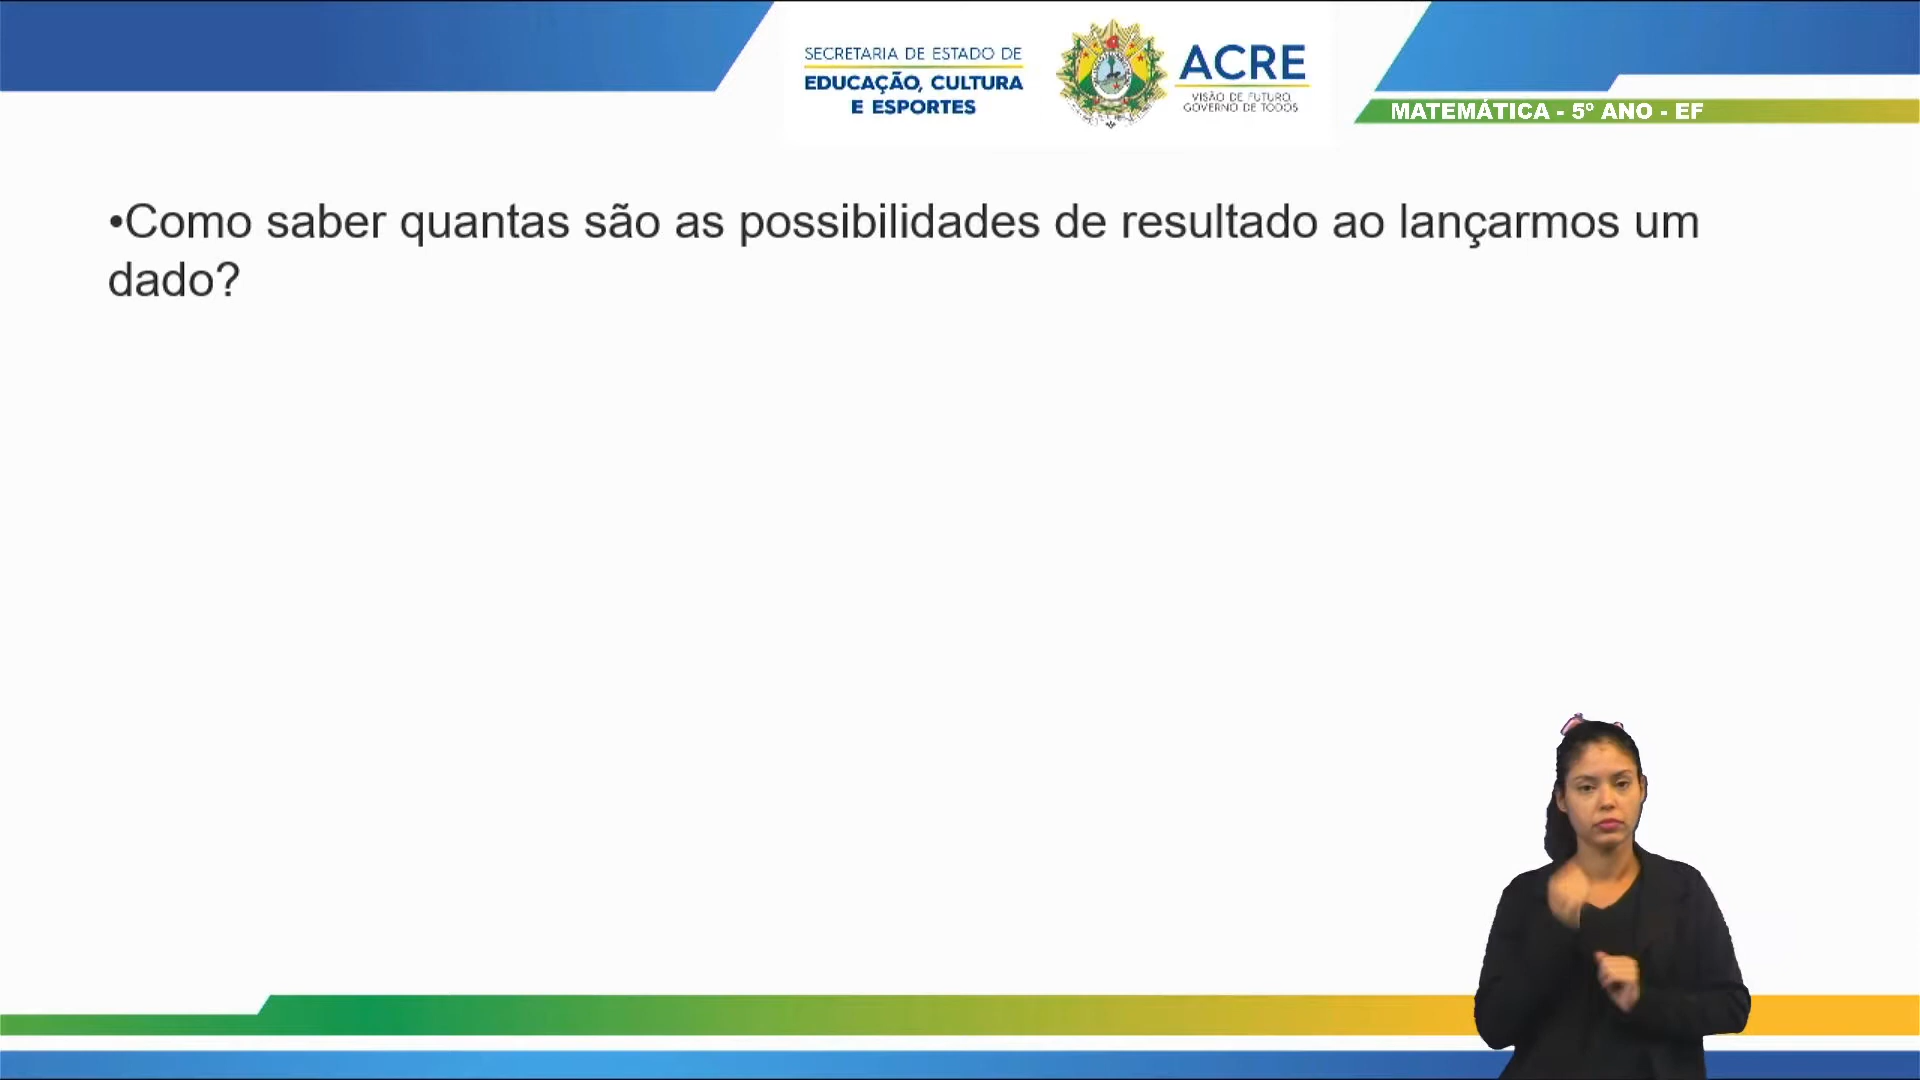 SECRETARIA DE ESTADO DE
EDUCAÇÃO, CULTURA
E ESPORTES
ACRE
VISÃO DE FUTURO,
GOVERNO DE TODOS
MATEMÁTICA - 5º ANO - EF
•Como saber quantas são as possibilidades de resultado ao lançarmos um
dado?